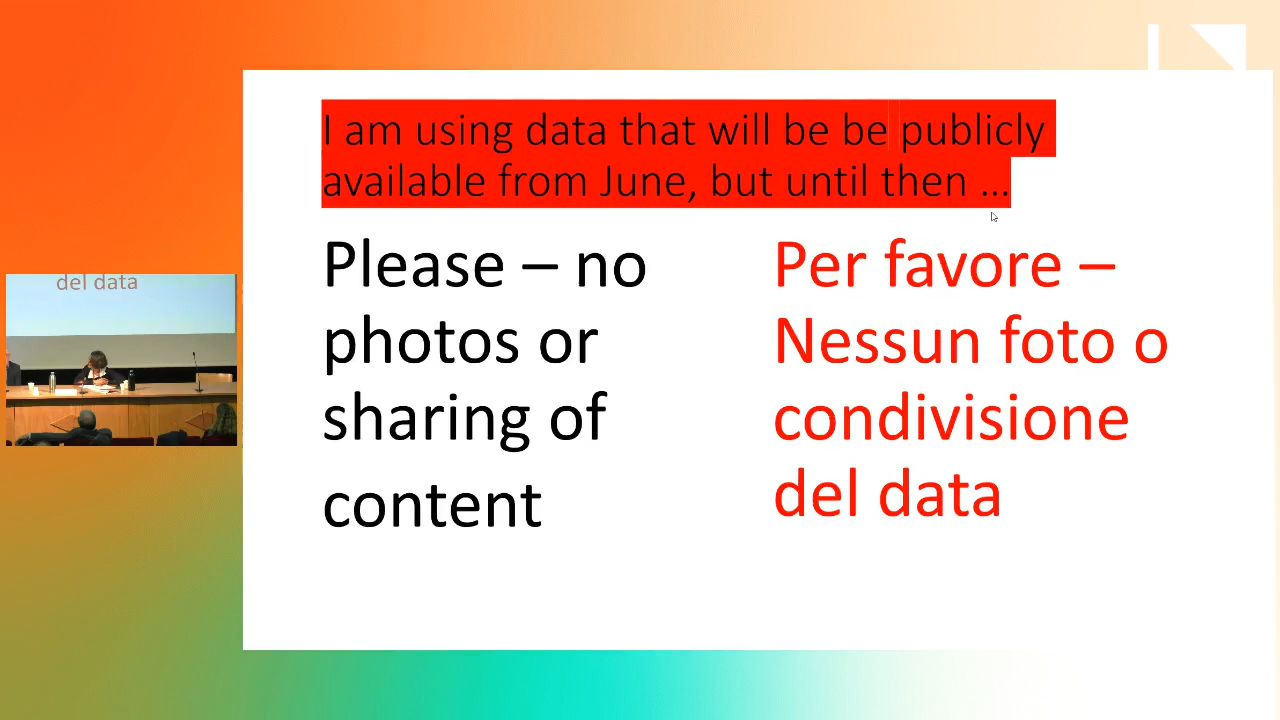 I am using data that will be be publicly
available from June, but until then ...
Please – no
photos or
sharing of
content
Per favore –
Nessun foto o
condivisione
del data
del data